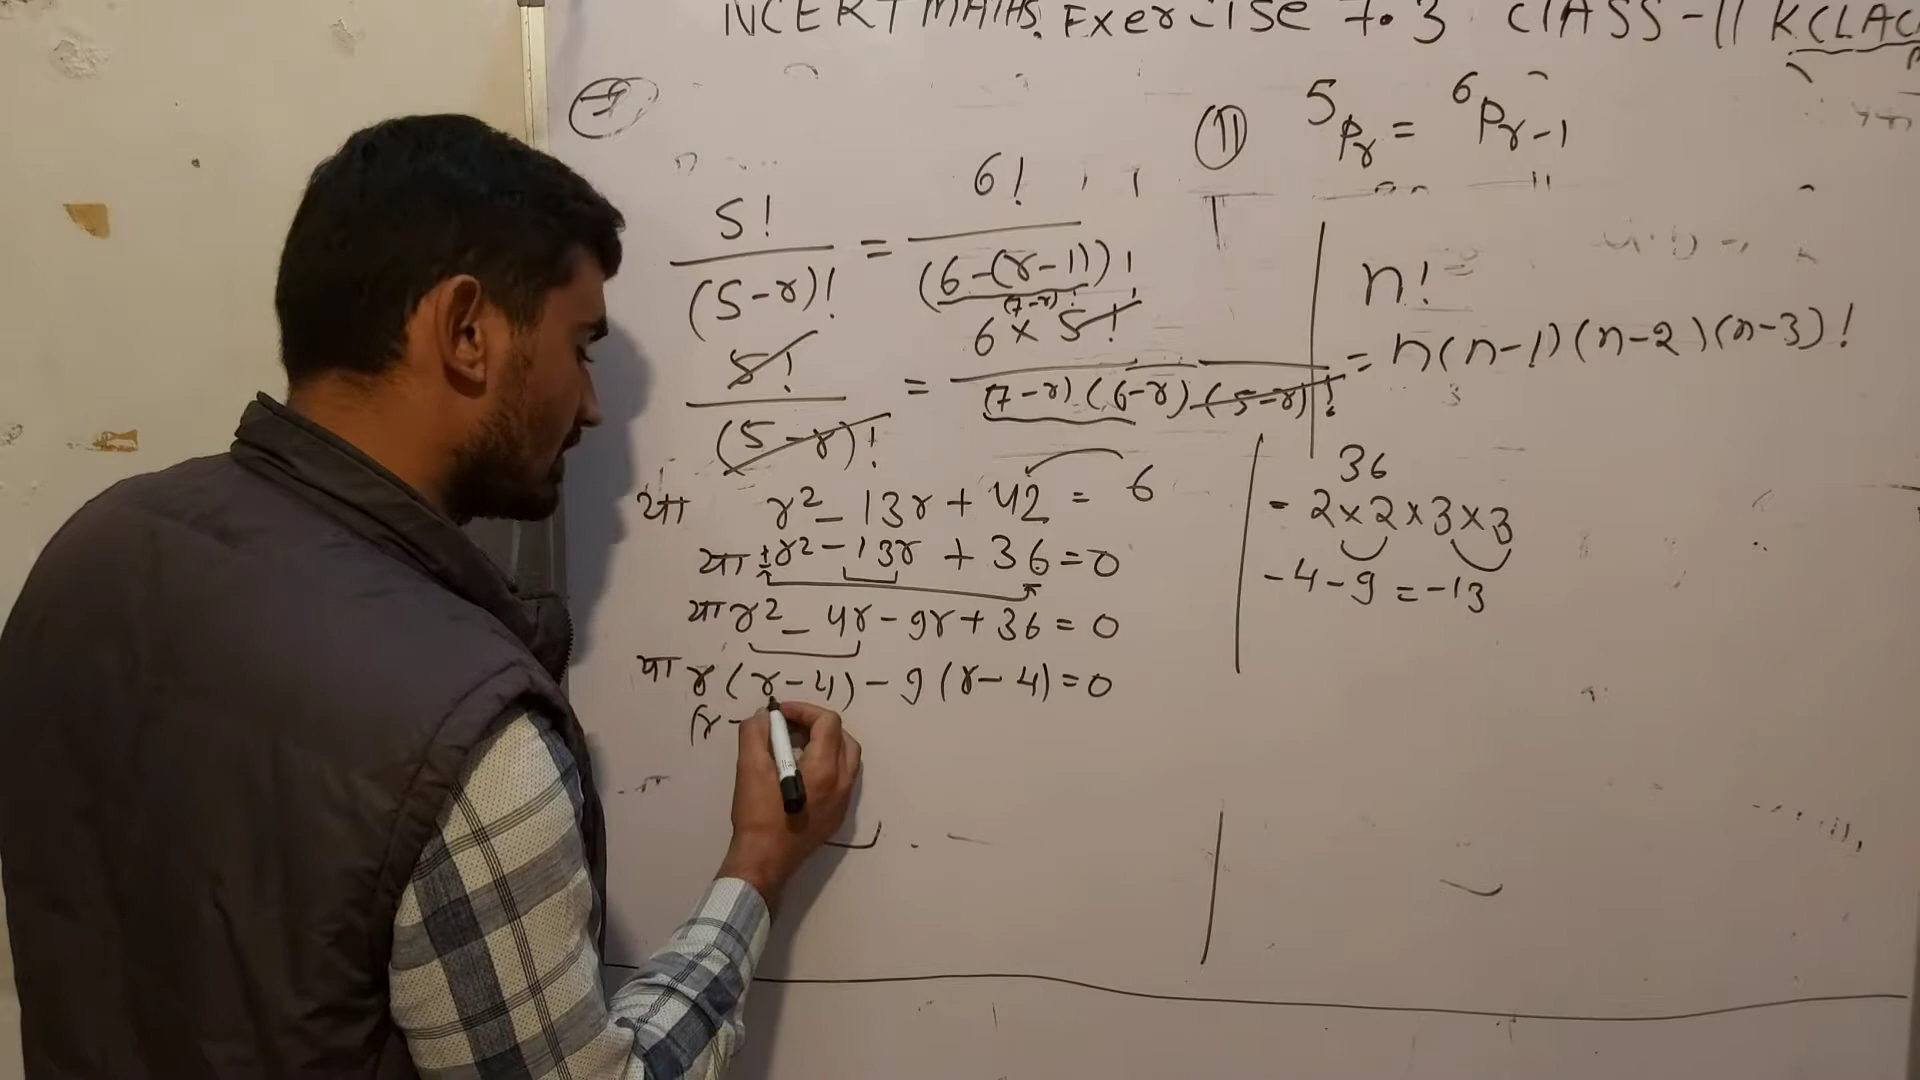 NCERT MATHS. Exercise 7.3 CLASS-11 KCLAC
(ii) 5Pr = 6Pr-1
5! / (5-r)! = 6! / (6-(r-1))!
(7-r)!
5! / (5-r)! = 6×5! / (7-r)(6-r)(5-r)!
या r² - 13r + 42 = 6
या +r² - 13r + 36 = 0
या r² - 4r - 9r + 36 = 0
या r(r-4) - 9(r-4) = 0
(r-
n!
= n(n-1)(n-2)(n-3)!
36
= 2×2×3×3
-4-9 = -13